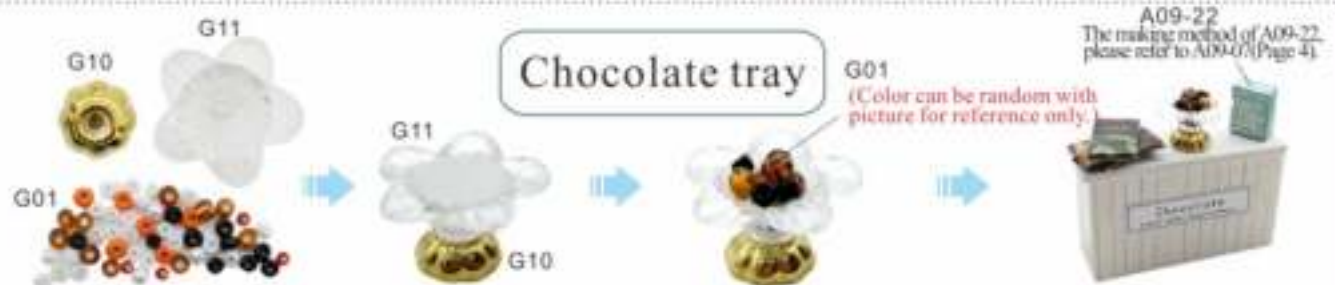 G10
G11
G01
Chocolate tray
G11
G10
G01
(Color can be random with
picture for reference only.)
A09-22
The making method of A09-22,
please refer to A09-07(Page 4).
Chocolate